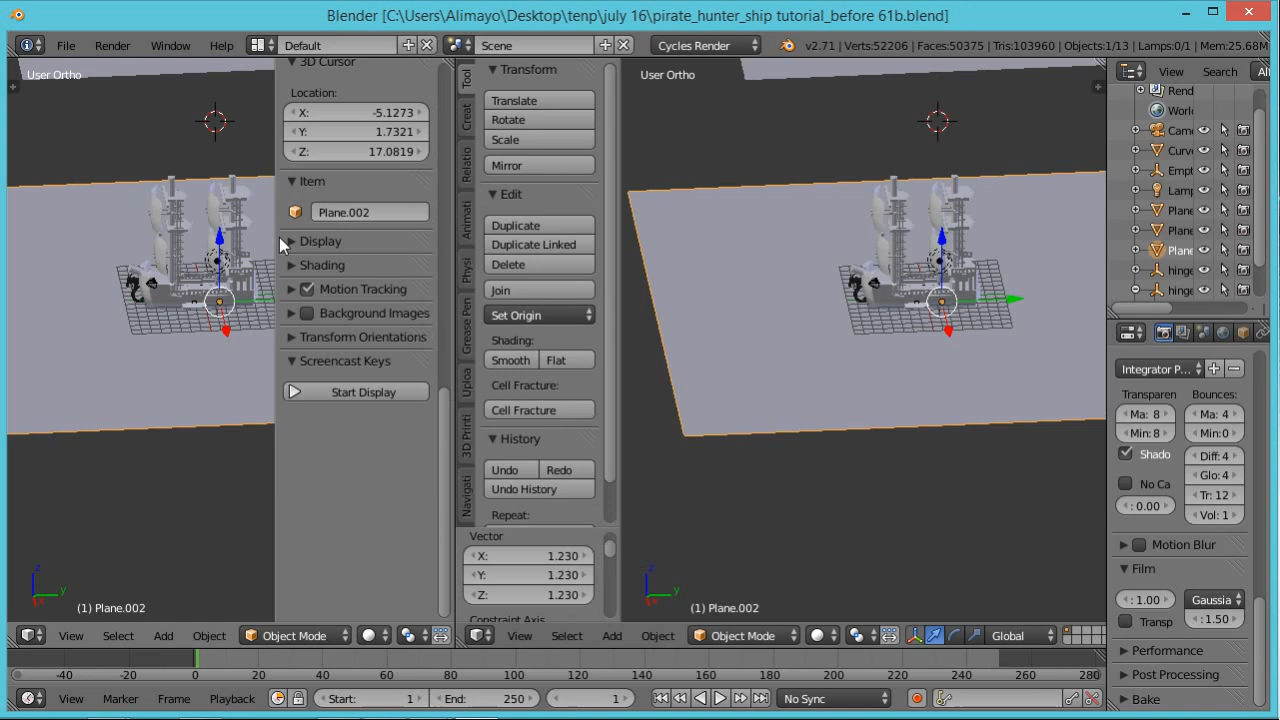 Blender [C:\Users\Alimayo\Desktop\tenp\july 16\pirate_hunter_ship tutorial_before 61b.blend]
File Render Window Help Default Scene Cycles Render v2.71 | Verts:52206 | Faces:50375 | Tris:103960 | Objects:1/13 | Lamps:0/1 | Mem:25.68M
User Ortho
3D Cursor
Location:
X: -5.1273
Y: 1.7321
Z: 17.0819
Item
Plane.002
Display
Shading
Motion Tracking
Background Images
Transform Orientations
Screencast Keys
Start Display
z
y
(1) Plane.002
View Select Add Object Object Mode
Tool
Creat
Relatio
Animati
Physi
Grease Pen
Uploa
3D Printi
Navigati
Transform
Translate
Rotate
Scale
Mirror
Edit
Duplicate
Duplicate Linked
Delete
Join
Set Origin
Shading:
Smooth Flat
Cell Fracture:
Cell Fracture
History
Undo Redo
Undo History
Repeat:
Vector
X: 1.230
Y: 1.230
Z: 1.230
Constraint Axis
User Ortho
z
y
(1) Plane.002
View Select Add Object Object Mode Global
View Search Al
Rend
Worl
Came
Curv
Empt
Lamp
Plane
Plane
Plane
hinge
hinge
Integrator P...
Transparen Bounces:
Ma: 8 Ma: 4
Min:8 Min:0
Shado Diff: 4
No Ca Glo: 4
: 0.00 Tr: 12
Vol: 1
Motion Blur
Film
: 1.00 Gaussia
Transp : 1.50
Performance
Post Processing
Bake
-40 -20 0 20 40 60 80 100 120 140 160 180 200 220 240 260 280
View Marker Frame Playback Start: 1 End: 250 1 No Sync